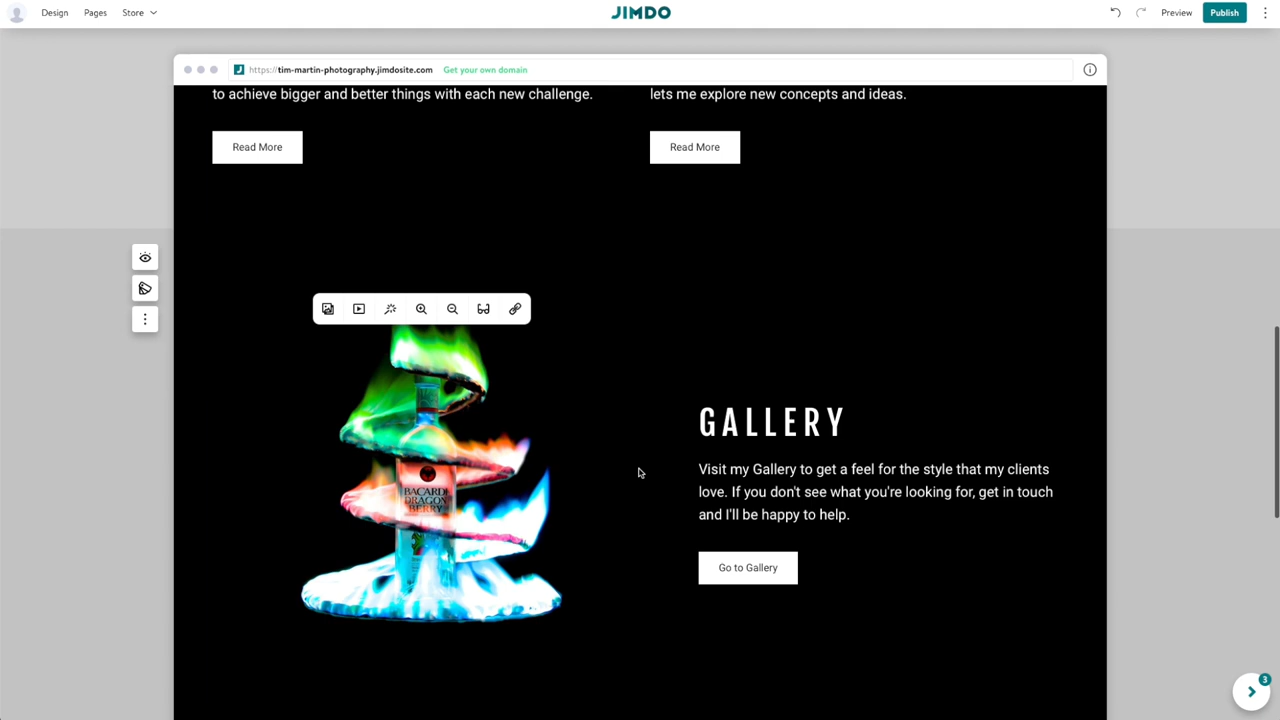 Design Pages Store JIMDO Preview Publish
https://tim-martin-photography.jimdosite.com Get your own domain
to achieve bigger and better things with each new challenge.
lets me explore new concepts and ideas.
Read More
Read More
BACARDI
DRAGON
BERRY
GALLERY
Visit my Gallery to get a feel for the style that my clients
love. If you don't see what you're looking for, get in touch
and I'll be happy to help.
Go to Gallery
3